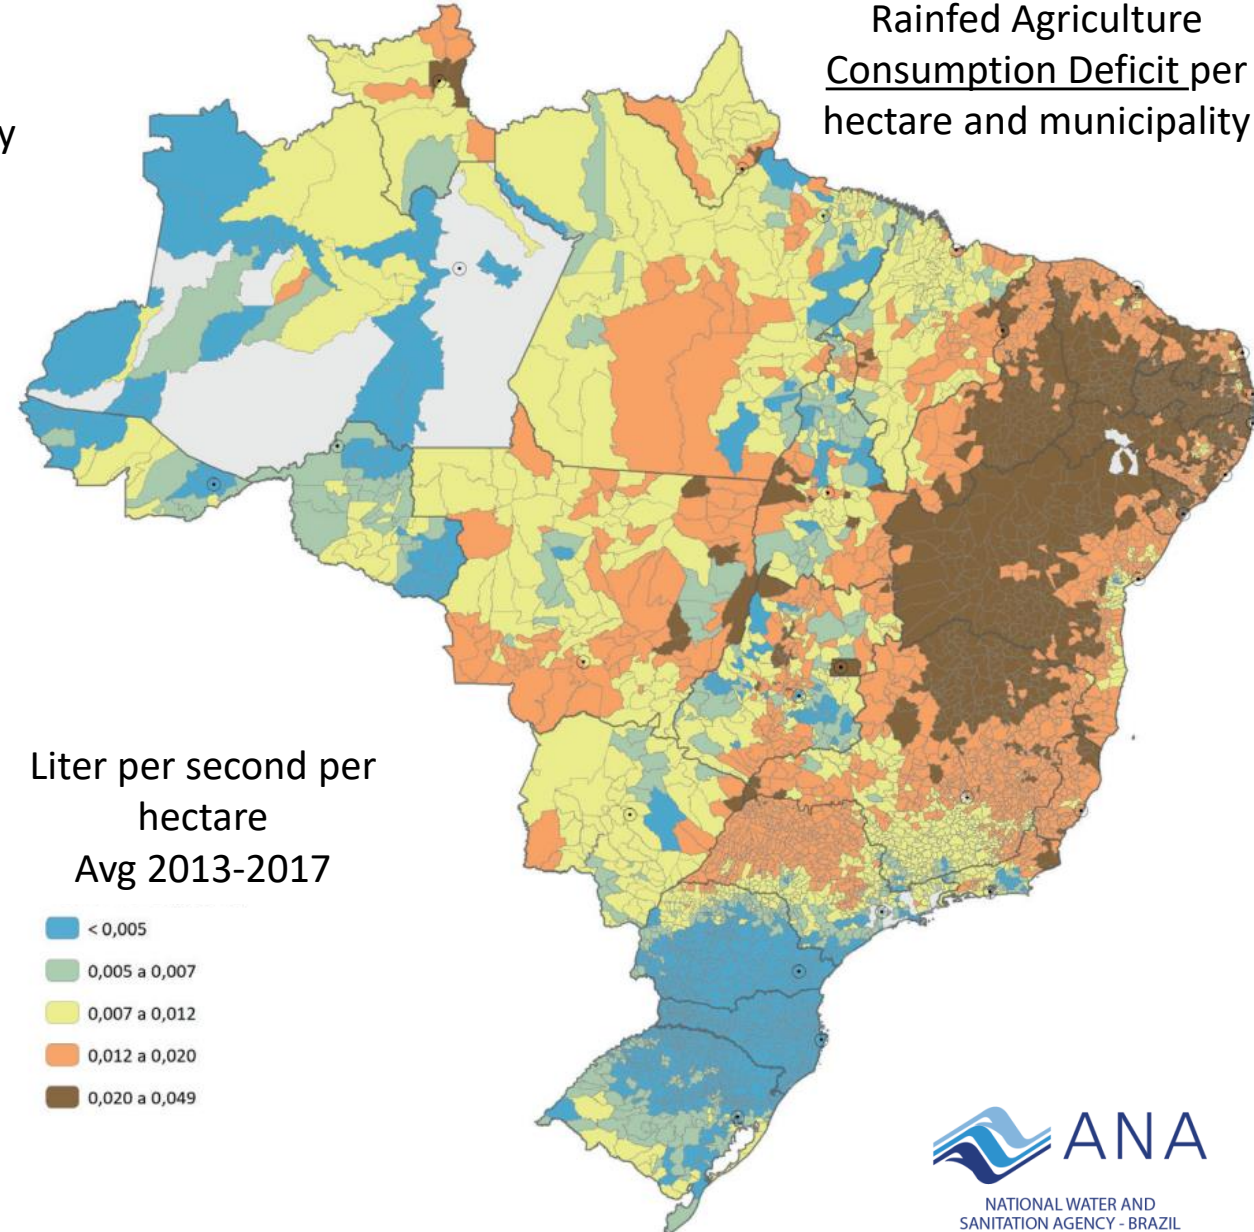 Rainfed Agriculture
Consumption Deficit per
hectare and municipality
y
Liter per second per
hectare
Avg 2013-2017
< 0,005
0,005 a 0,007
0,007 a 0,012
0,012 a 0,020
0,020 a 0,049
ANA
NATIONAL WATER AND
SANITATION AGENCY - BRAZIL